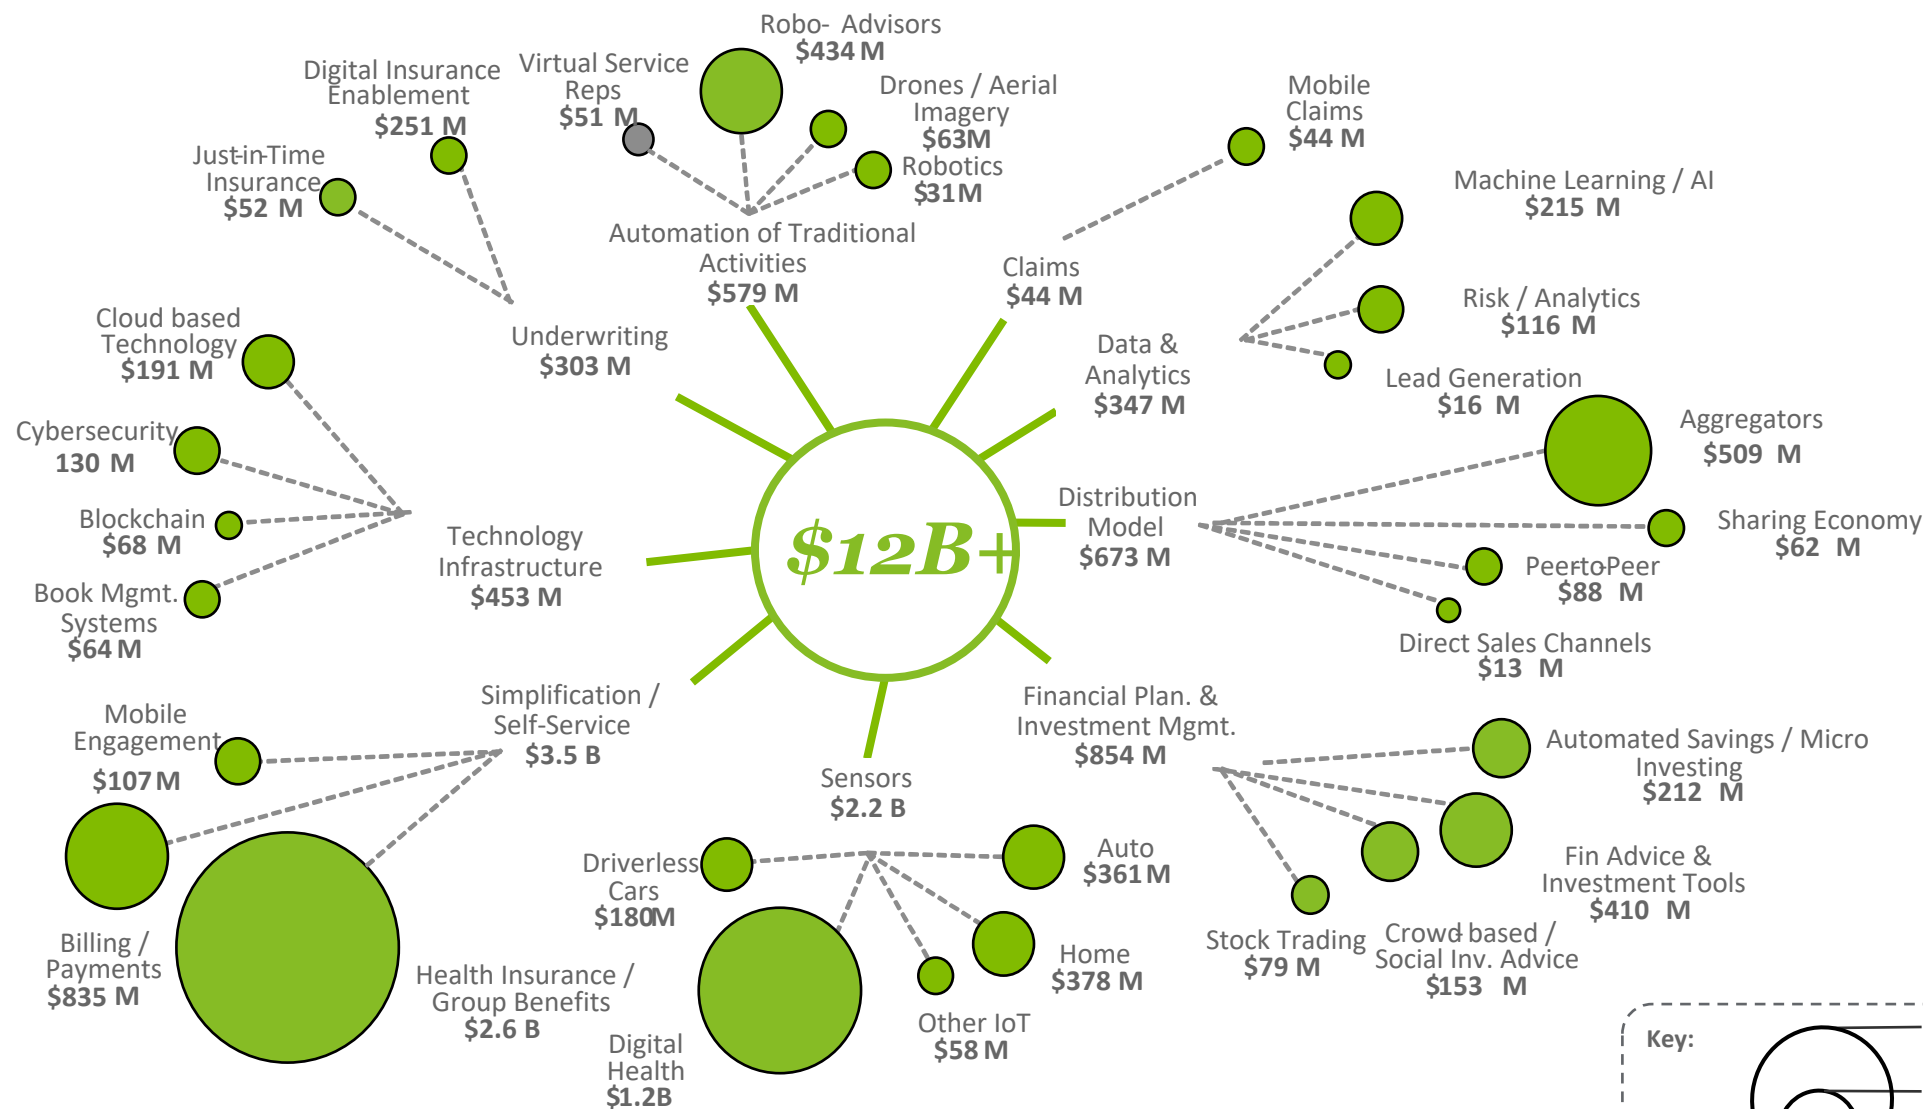 Robo- Advisors
$434 M
Virtual Service
Reps
$51 M
Digital Insurance
Enablement
$251 M
Drones / Aerial
Imagery
$63M
Robotics
$31M
Mobile
Claims
$44 M
Just-in-Time
Insurance
$52 M
Machine Learning / AI
$215 M
Automation of Traditional
Activities
$579 M
Claims
$44 M
Risk / Analytics
$116 M
Cloud based
Technology
$191 M
Underwriting
$303 M
Data &
Analytics
$347 M
Lead Generation
$16 M
Aggregators
$509 M
Cybersecurity
130 M
Distribution
Model
$673 M
Blockchain
$68 M
Technology
Infrastructure
$453 M
$12B+
Sharing Economy
$62 M
Peer-to-Peer
$88 M
Book Mgmt.
Systems
$64 M
Direct Sales Channels
$13 M
Simplification /
Self-Service
$3.5 B
Financial Plan. &
Investment Mgmt.
$854 M
Mobile
Engagement
$107 M
Automated Savings / Micro
Investing
$212 M
Sensors
$2.2 B
Auto
$361 M
Driverless
Cars
$180M
Fin Advice &
Investment Tools
$410 M
Billing /
Payments
$835 M
Health Insurance /
Group Benefits
$2.6 B
Home
$378 M
Stock Trading
$79 M
Crowd-based /
Social Inv. Advice
$153 M
Other IoT
$58 M
Digital
Health
$1.2B
Key: